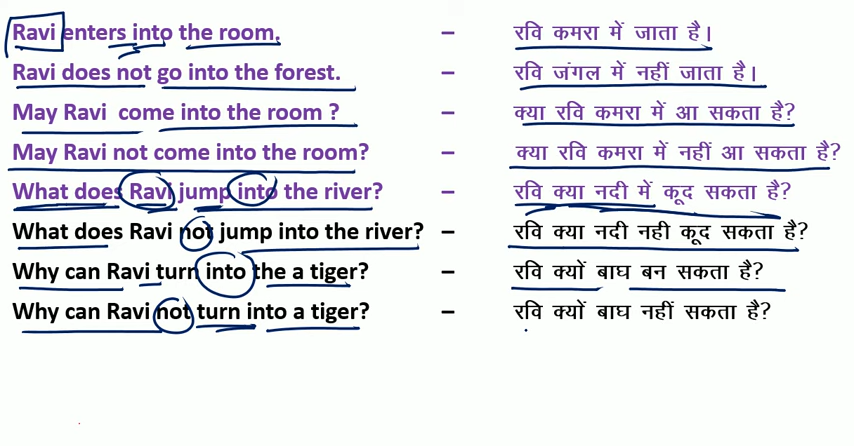 Ravi enters into the room. – रवि कमरा में जाता है।
Ravi does not go into the forest. – रवि जंगल में नहीं जाता है।
May Ravi come into the room ? – क्या रवि कमरा में आ सकता है?
May Ravi not come into the room? – क्या रवि कमरा में नहीं आ सकता है?
What does Ravi jump into the river? – रवि क्या नदी में कूद सकता है?
What does Ravi not jump into the river? – रवि क्या नदी नही कूद सकता है?
Why can Ravi turn into the a tiger? – रवि क्यों बाघ बन सकता है?
Why can Ravi not turn into a tiger? – रवि क्यों बाघ नहीं सकता है?